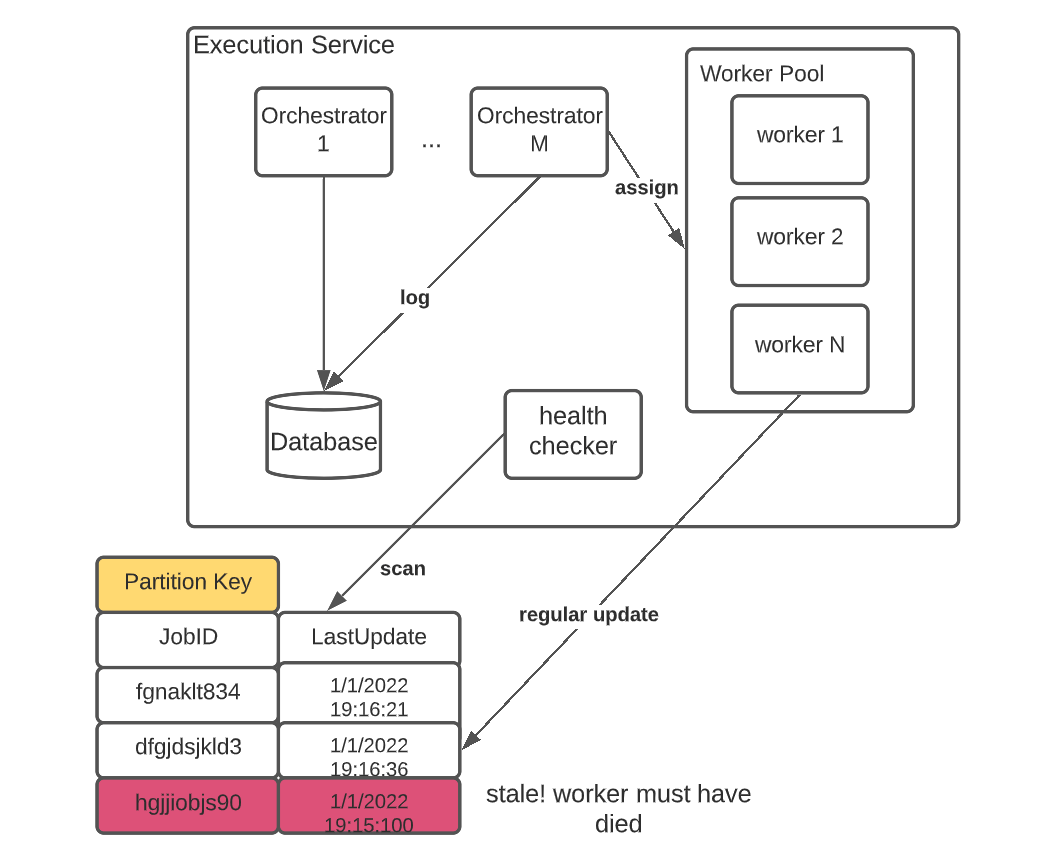 Execution Service
Worker Pool
Orchestrator
1
...
Orchestrator
M
worker 1
assign
worker 2
log
worker N
Database
health
checker
scan
Partition Key
regular update
JobID
LastUpdate
fgnaklt834
1/1/2022
19:16:21
dfgjdsjkld3
1/1/2022
19:16:36
hgjjiobjs90
1/1/2022
19:15:100
stale! worker must have
died